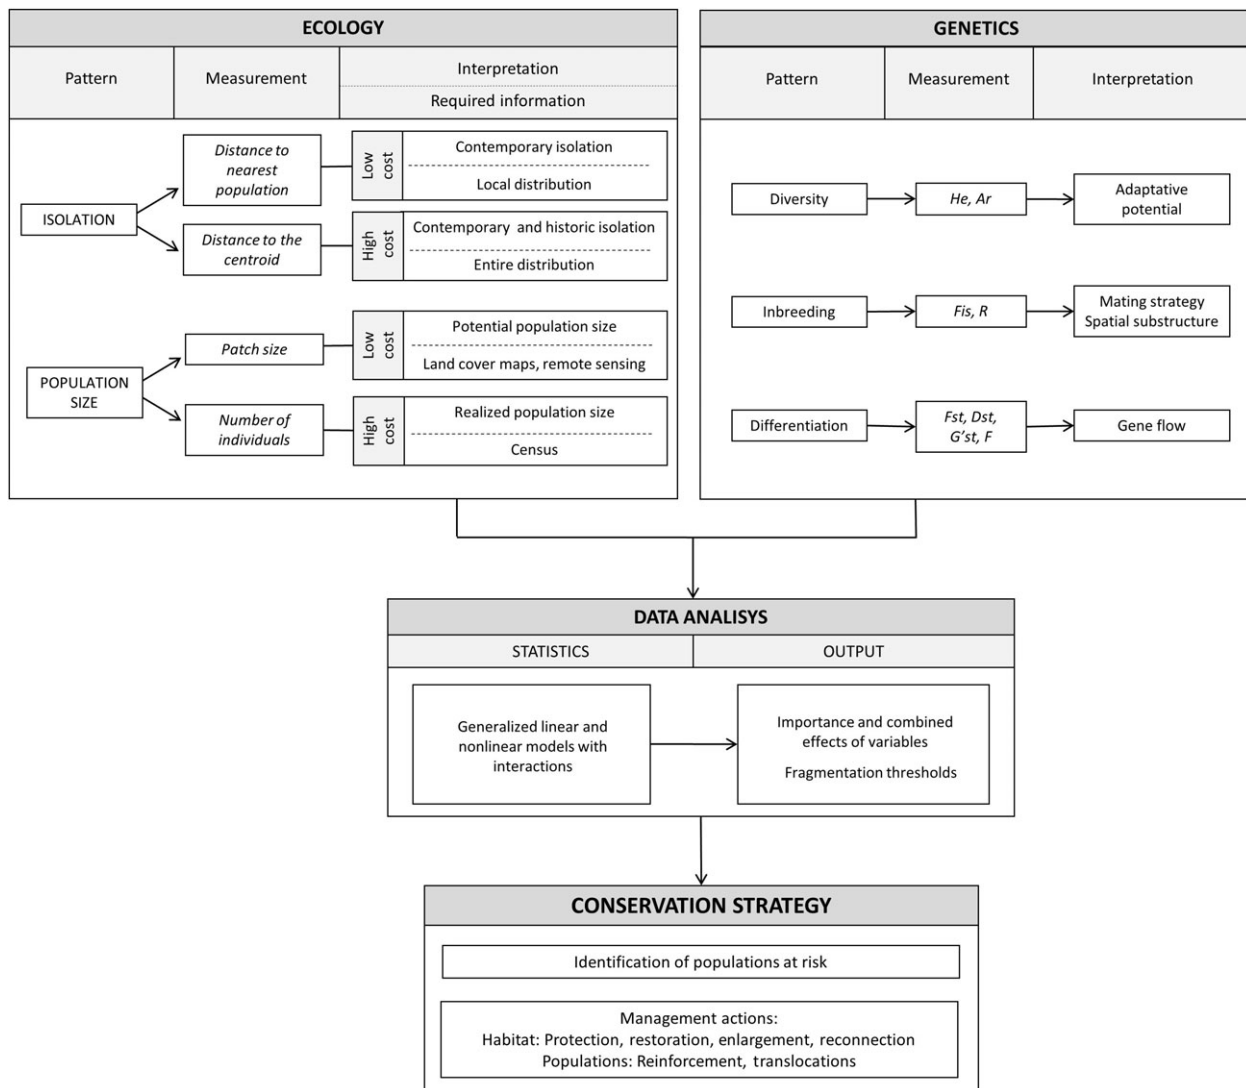 ECOLOGY
Pattern
Measurement
Interpretation
Required information
ISOLATION
Distance to
nearest
population
Low
cost
Contemporary isolation
Local distribution
Distance to the
centroid
High
cost
Contemporary and historic isolation
Entire distribution
POPULATION
SIZE
Patch size
Low
cost
Potential population size
Land cover maps, remote sensing
Number of
individuals
High
cost
Realized population size
Census
GENETICS
Pattern
Measurement
Interpretation
Diversity
He, Ar
Adaptative
potential
Inbreeding
Fis, R
Mating strategy
Spatial substructure
Differentiation
Fst, Dst,
G'st, F
Gene flow
DATA ANALISYS
STATISTICS
OUTPUT
Generalized linear and
nonlinear models with
interactions
Importance and combined
effects of variables
Fragmentation thresholds
CONSERVATION STRATEGY
Identification of populations at risk
Management actions:
Habitat: Protection, restoration, enlargement, reconnection
Populations: Reinforcement, translocations